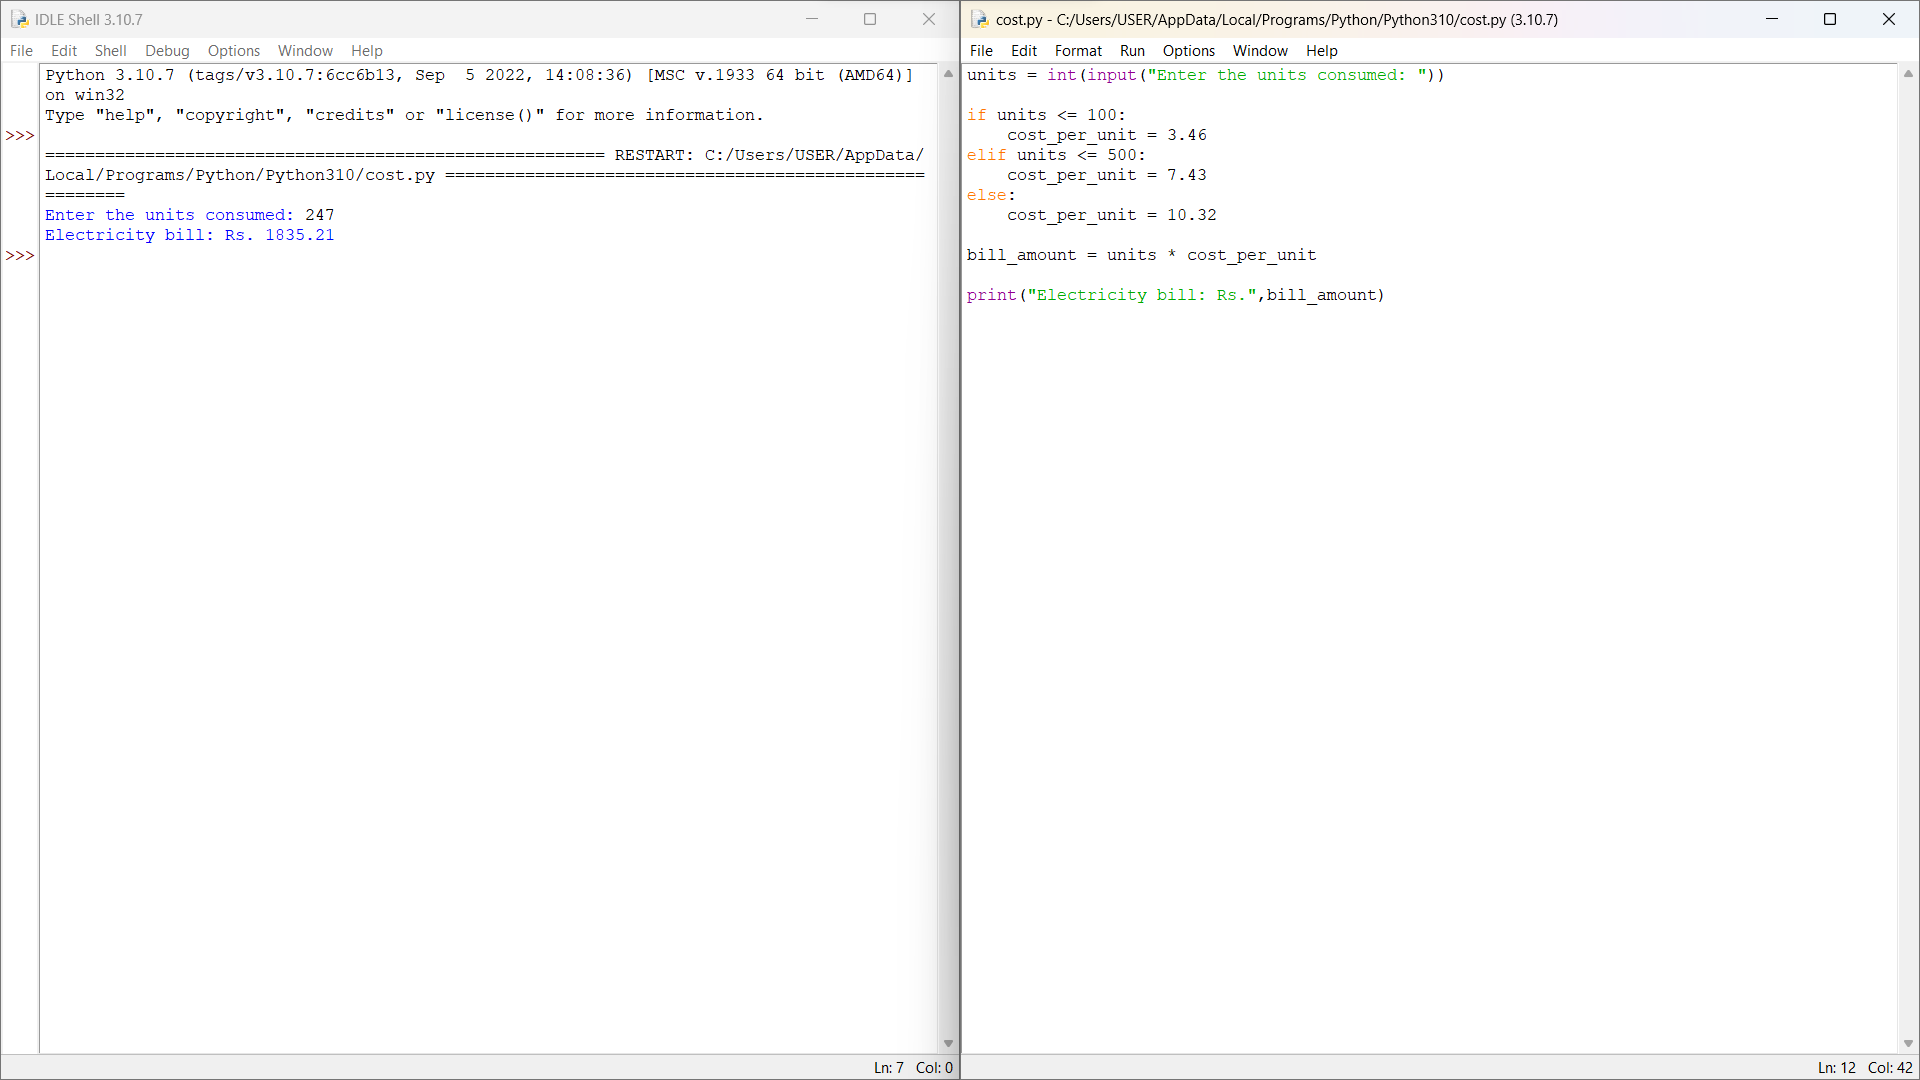 IDLE Shell 3.10.7
File Edit Shell Debug Options Window Help
Python 3.10.7 (tags/v3.10.7:6cc6b13, Sep  5 2022, 14:08:36) [MSC v.1933 64 bit (AMD64)]
on win32
Type "help", "copyright", "credits" or "license()" for more information.
>>>
======================================================== RESTART: C:/Users/USER/AppData/
Local/Programs/Python/Python310/cost.py ================================================
========
Enter the units consumed: 247
Electricity bill: Rs. 1835.21
>>>
Ln: 7 Col: 0
cost.py - C:/Users/USER/AppData/Local/Programs/Python/Python310/cost.py (3.10.7)
File Edit Format Run Options Window Help
units = int(input("Enter the units consumed: "))
if units <= 100:
    cost_per_unit = 3.46
elif units <= 500:
    cost_per_unit = 7.43
else:
    cost_per_unit = 10.32
bill_amount = units * cost_per_unit
print("Electricity bill: Rs.",bill_amount)
Ln: 12 Col: 42